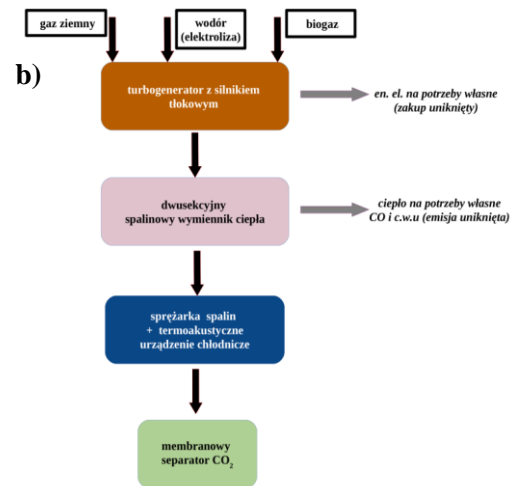 gaz ziemny
wodór
(elektroliza)
biogaz
b)
turbogenerator z silnikiem
tłokowym
en. el. na potrzeby własne
(zakup uniknięty)
dwusekcyjny
spalinowy wymiennik ciepła
ciepło na potrzeby własne
CO i c.w.u (emisja uniknięta)
sprężarka spalin
+ termoakustyczne
urządzenie chłodnicze
membranowy
separator CO₂